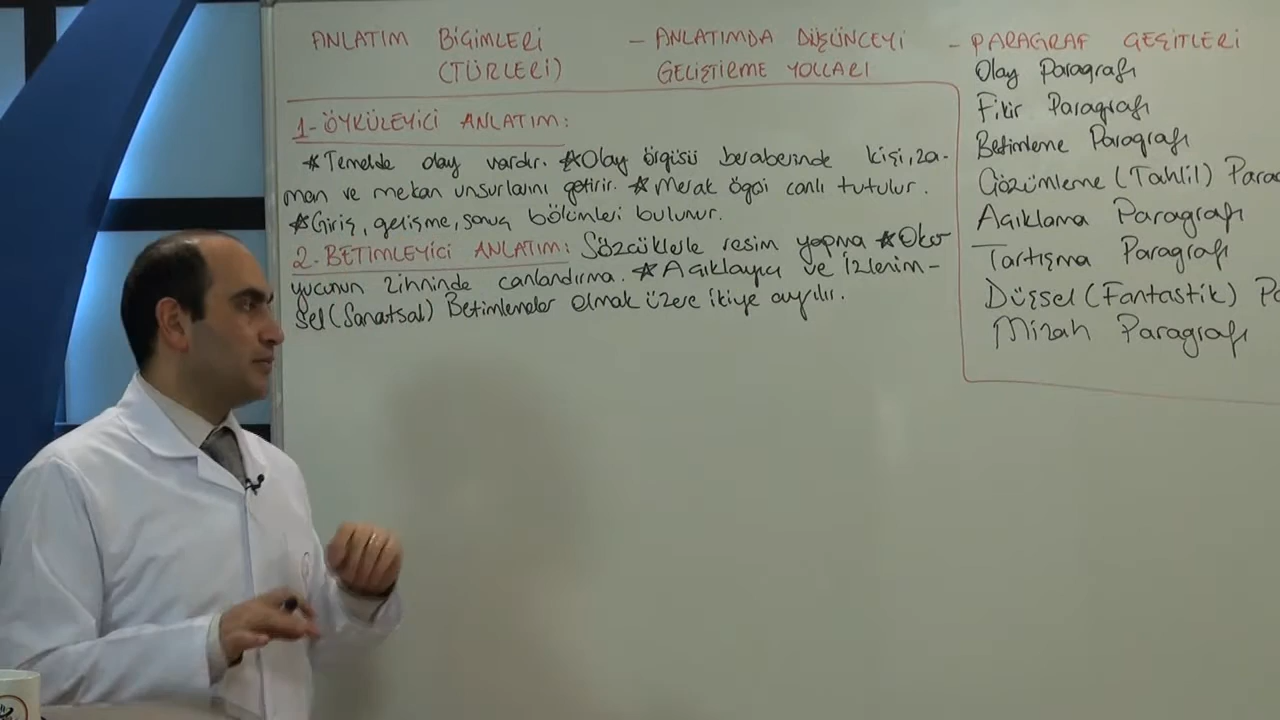 ANLATIM BİÇİMLERİ
(TÜRLERİ)
- ANLATIMDA DÜŞÜNCEYİ
GELİŞTİRME YOLLARI
- PARAGRAF ÇEŞİTLERİ
Olay Paragrafı
Fikir Paragrafı
Betimleme Paragrafı
Çözümleme (Tahlil) Para
Açıklama Paragrafı
Tartışma Paragrafı
Düşsel (Fantastik) Pa
Mizah Paragrafı
1- ÖYKÜLEYİCİ ANLATIM:
* Temelde olay vardır. * Olay örgüsü beraberinde kişi, za-
man ve mekan unsurlarını getirir. * Merak ögesi canlı tutulur.
* Giriş, gelişme, sonuç bölümleri bulunur.
2- BETİMLEYİCİ ANLATIM: Sözcüklerle resim yapma * Oku
yucunun zihninde canlandırma. * Açıklayıcı ve İzlenim-
sel (Sanatsal) Betimlemeler olmak üzere ikiye ayrılır.